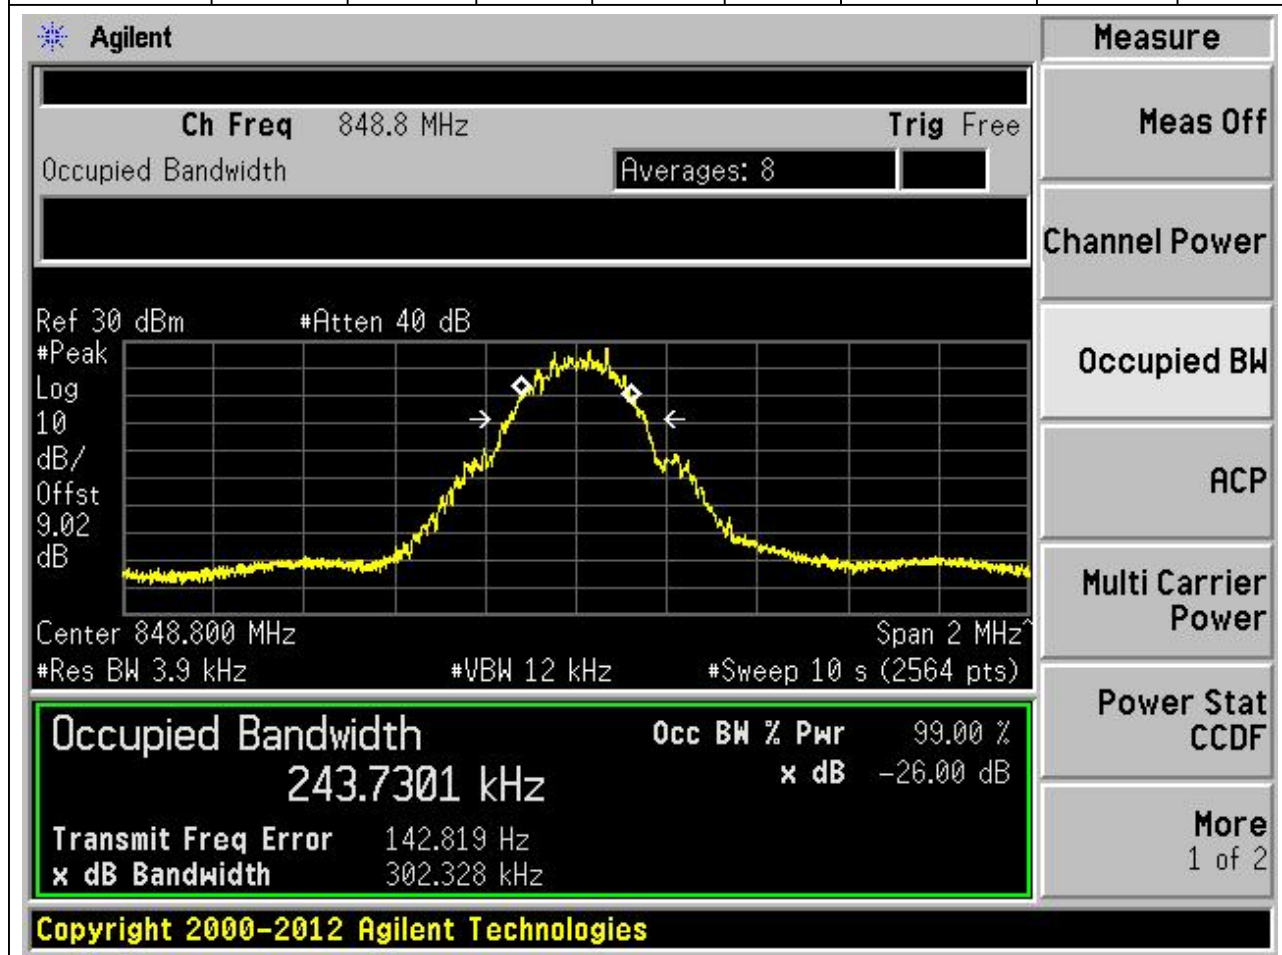 Agilent
Measure
Ch Freq 848.8 MHz Trig Free
Occupied Bandwidth Averages: 8
Ref 30 dBm #Atten 40 dB
#Peak
Log
10
dB/
Offst
9.02
dB
Center 848.800 MHz Span 2 MHz^
#Res BW 3.9 kHz #VBW 12 kHz #Sweep 10 s (2564 pts)
Occupied Bandwidth
243.7301 kHz
Occ BW % Pwr 99.00 %
x dB -26.00 dB
Transmit Freq Error 142.819 Hz
x dB Bandwidth 302.328 kHz
Meas Off
Channel Power
Occupied BW
ACP
Multi Carrier
Power
Power Stat
CCDF
More
1 of 2
Copyright 2000-2012 Agilent Technologies